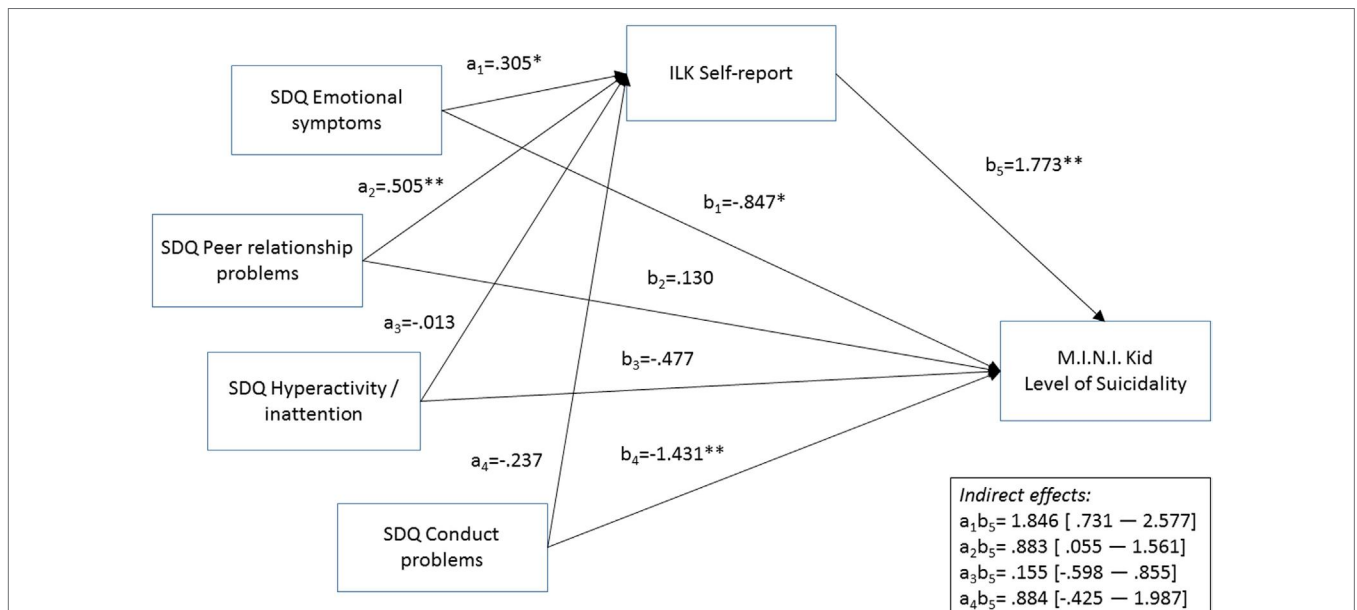 ILK Self-report
a₁=.305*
SDQ Emotional
symptoms
b₅=1.773**
a₂=.505**
b₁=-.847*
SDQ Peer relationship
problems
b₂=.130
a₃=-.013
b₃=-.477
M.I.N.I. Kid
Level of Suicidality
SDQ Hyperactivity /
inattention
a₄=-.237
b₄=-1.431**
SDQ Conduct
problems
Indirect effects:
a₁b₅= 1.846 [ .731 — 2.577]
a₂b₅= .883 [ .055 — 1.561]
a₃b₅= .155 [-.598 — .855]
a₄b₅= .884 [-.425 — 1.987]